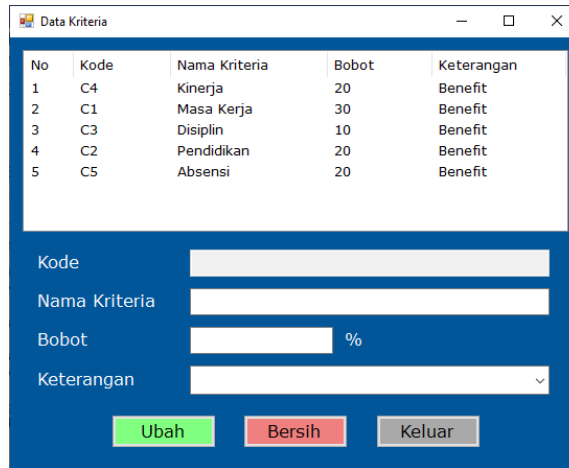 Data Kriteria
No Kode Nama Kriteria Bobot Keterangan
1 C4 Kinerja 20 Benefit
2 C1 Masa Kerja 30 Benefit
3 C3 Disiplin 10 Benefit
4 C2 Pendidikan 20 Benefit
5 C5 Absensi 20 Benefit
Kode
Nama Kriteria
Bobot %
Keterangan
Ubah Bersih Keluar